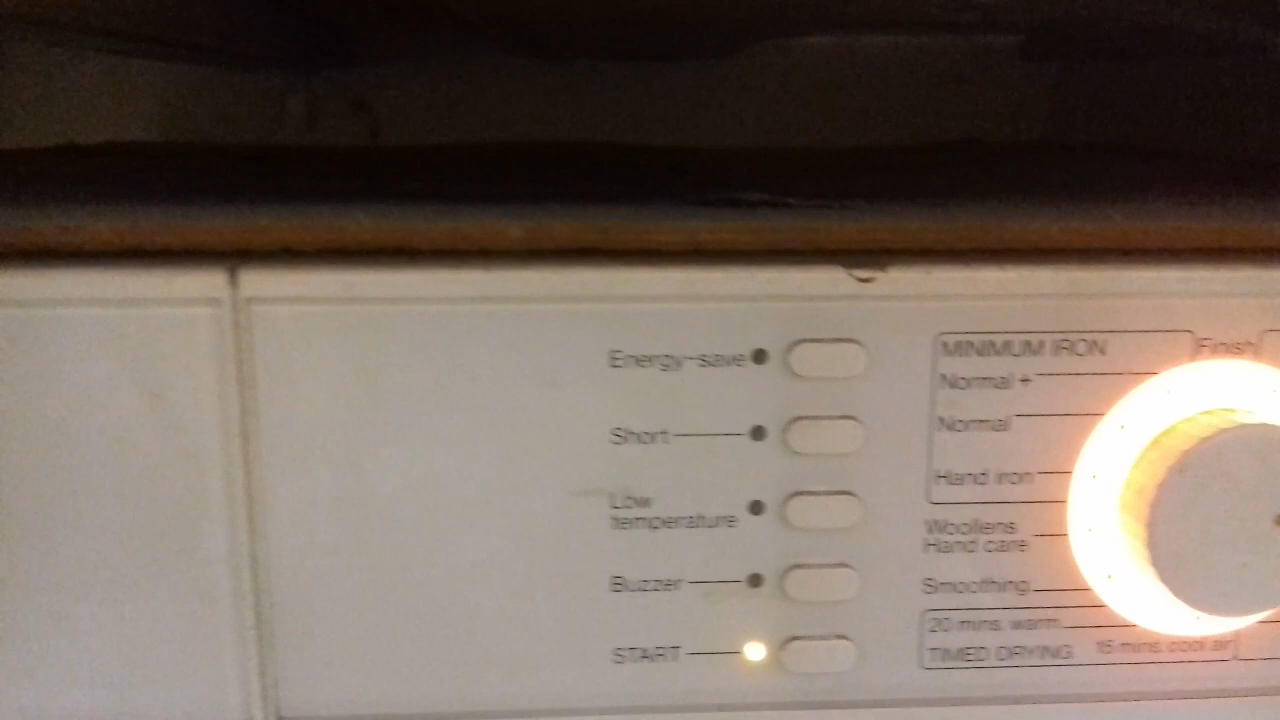 Energy-save
Short
Low
temperature
Buzzer
START
MINIMUM IRON
Finish
Normal +
Normal
Hand iron
Woollens
Hand care
Smoothing
20 mins. warm
TIMED DRYING 15 mins. cool air